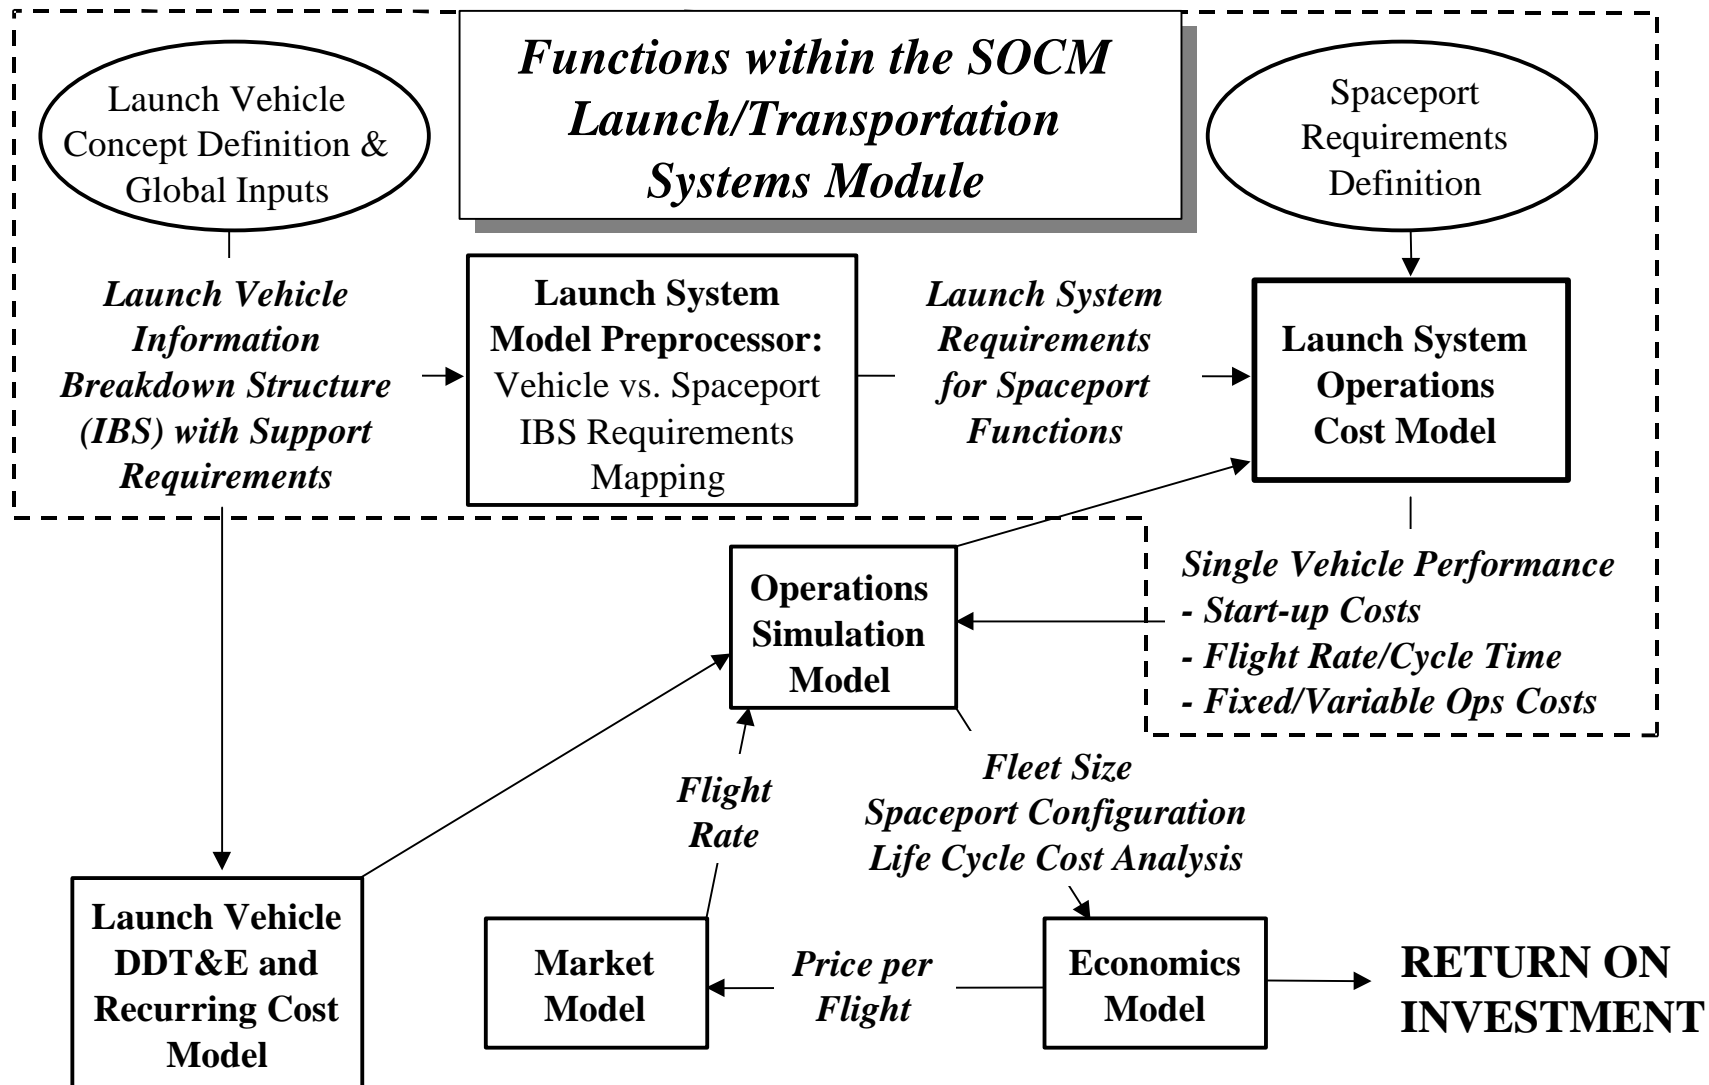 Functions within the SOCM
Launch/Transportation
Systems Module
Launch Vehicle
Concept Definition &
Global Inputs
Spaceport
Requirements
Definition
Launch Vehicle
Information
Breakdown Structure
(IBS) with Support
Requirements
Launch System
Model Preprocessor:
Vehicle vs. Spaceport
IBS Requirements
Mapping
Launch System
Requirements
for Spaceport
Functions
Launch System
Operations
Cost Model
Operations
Simulation
Model
Single Vehicle Performance
- Start-up Costs
- Flight Rate/Cycle Time
- Fixed/Variable Ops Costs
Flight
Rate
Fleet Size
Spaceport Configuration
Life Cycle Cost Analysis
Launch Vehicle
DDT&E and
Recurring Cost
Model
Market
Model
Price per
Flight
Economics
Model
RETURN ON
INVESTMENT